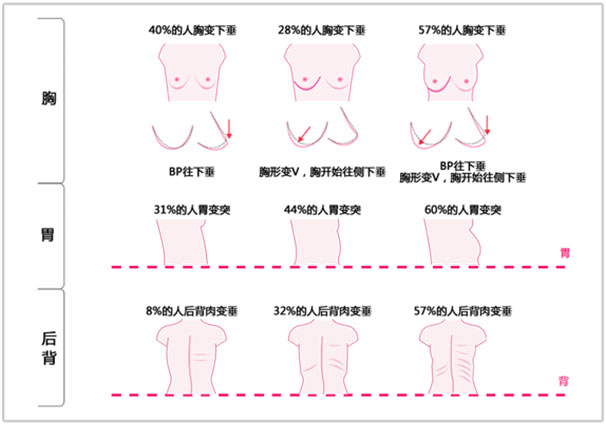 40%的人胸变下垂
28%的人胸变下垂
57%的人胸变下垂
胸
BP往下垂
胸形变V，胸开始往侧下垂
BP往下垂
胸形变V，胸开始往侧下垂
31%的人胃变突
44%的人胃变突
60%的人胃变突
胃
胃
8%的人后背肉变垂
32%的人后背肉变垂
57%的人后背肉变垂
后背
背